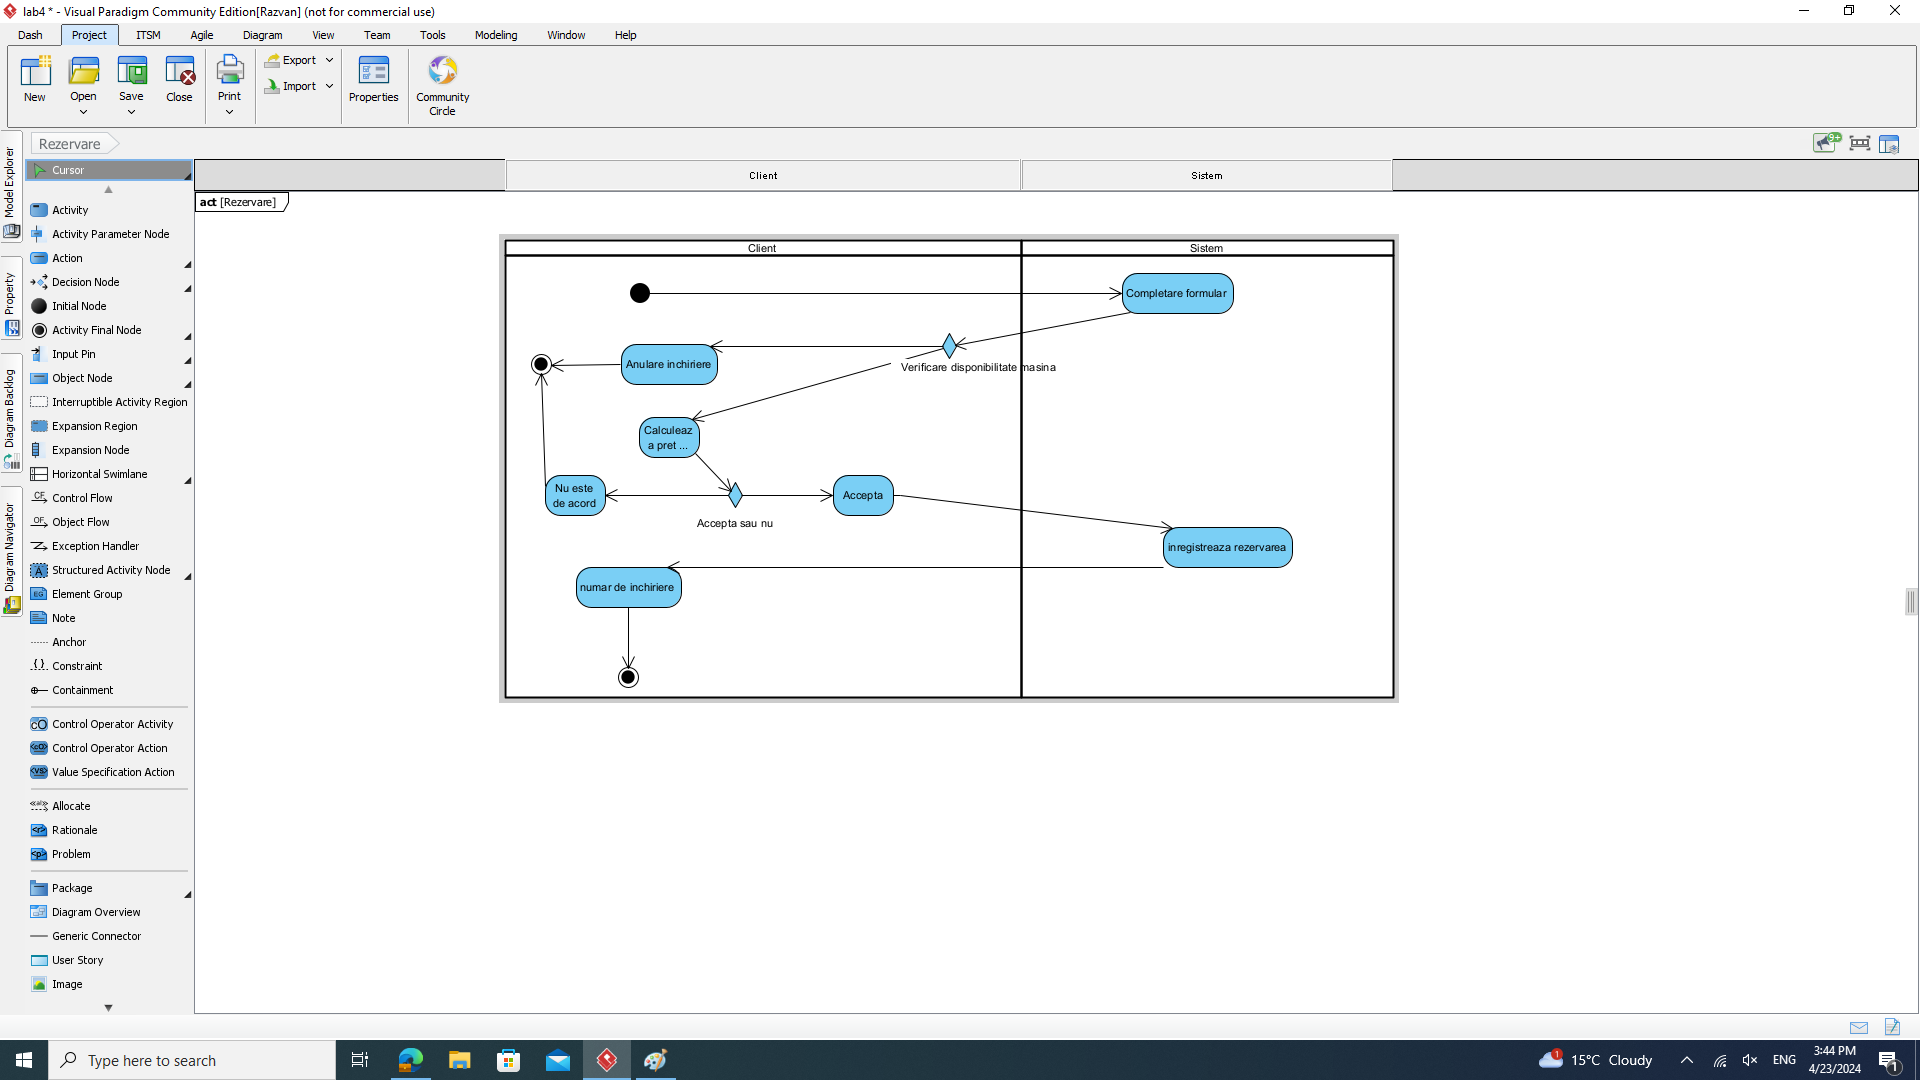 lab4 * - Visual Paradigm Community Edition[Razvan] (not for commercial use)
Dash Project ITSM Agile Diagram View Team Tools Modeling Window Help
New Open Save Close Print Export Import Properties Community Circle
Rezervare
9+
Model Explorer
Property
Diagram Backlog
Diagram Navigator
Cursor
Activity
Activity Parameter Node
Action
Decision Node
Initial Node
Activity Final Node
Input Pin
Object Node
Interruptible Activity Region
Expansion Region
Expansion Node
Horizontal Swimlane
Control Flow
Object Flow
Exception Handler
Structured Activity Node
Element Group
Note
Anchor
Constraint
Containment
Control Operator Activity
Control Operator Action
Value Specification Action
Allocate
Rationale
Problem
Package
Diagram Overview
Generic Connector
User Story
Image
Client Sistem
act [Rezervare]
Client Sistem
Completare formular
Anulare inchiriere
Verificare disponibilitate masina
Calculeaz
a pret ...
Nu este
de acord
Accepta
Accepta sau nu
inregistreaza rezervarea
numar de inchiriere
Type here to search
1
15°C Cloudy
ENG
3:44 PM
4/23/2024
1